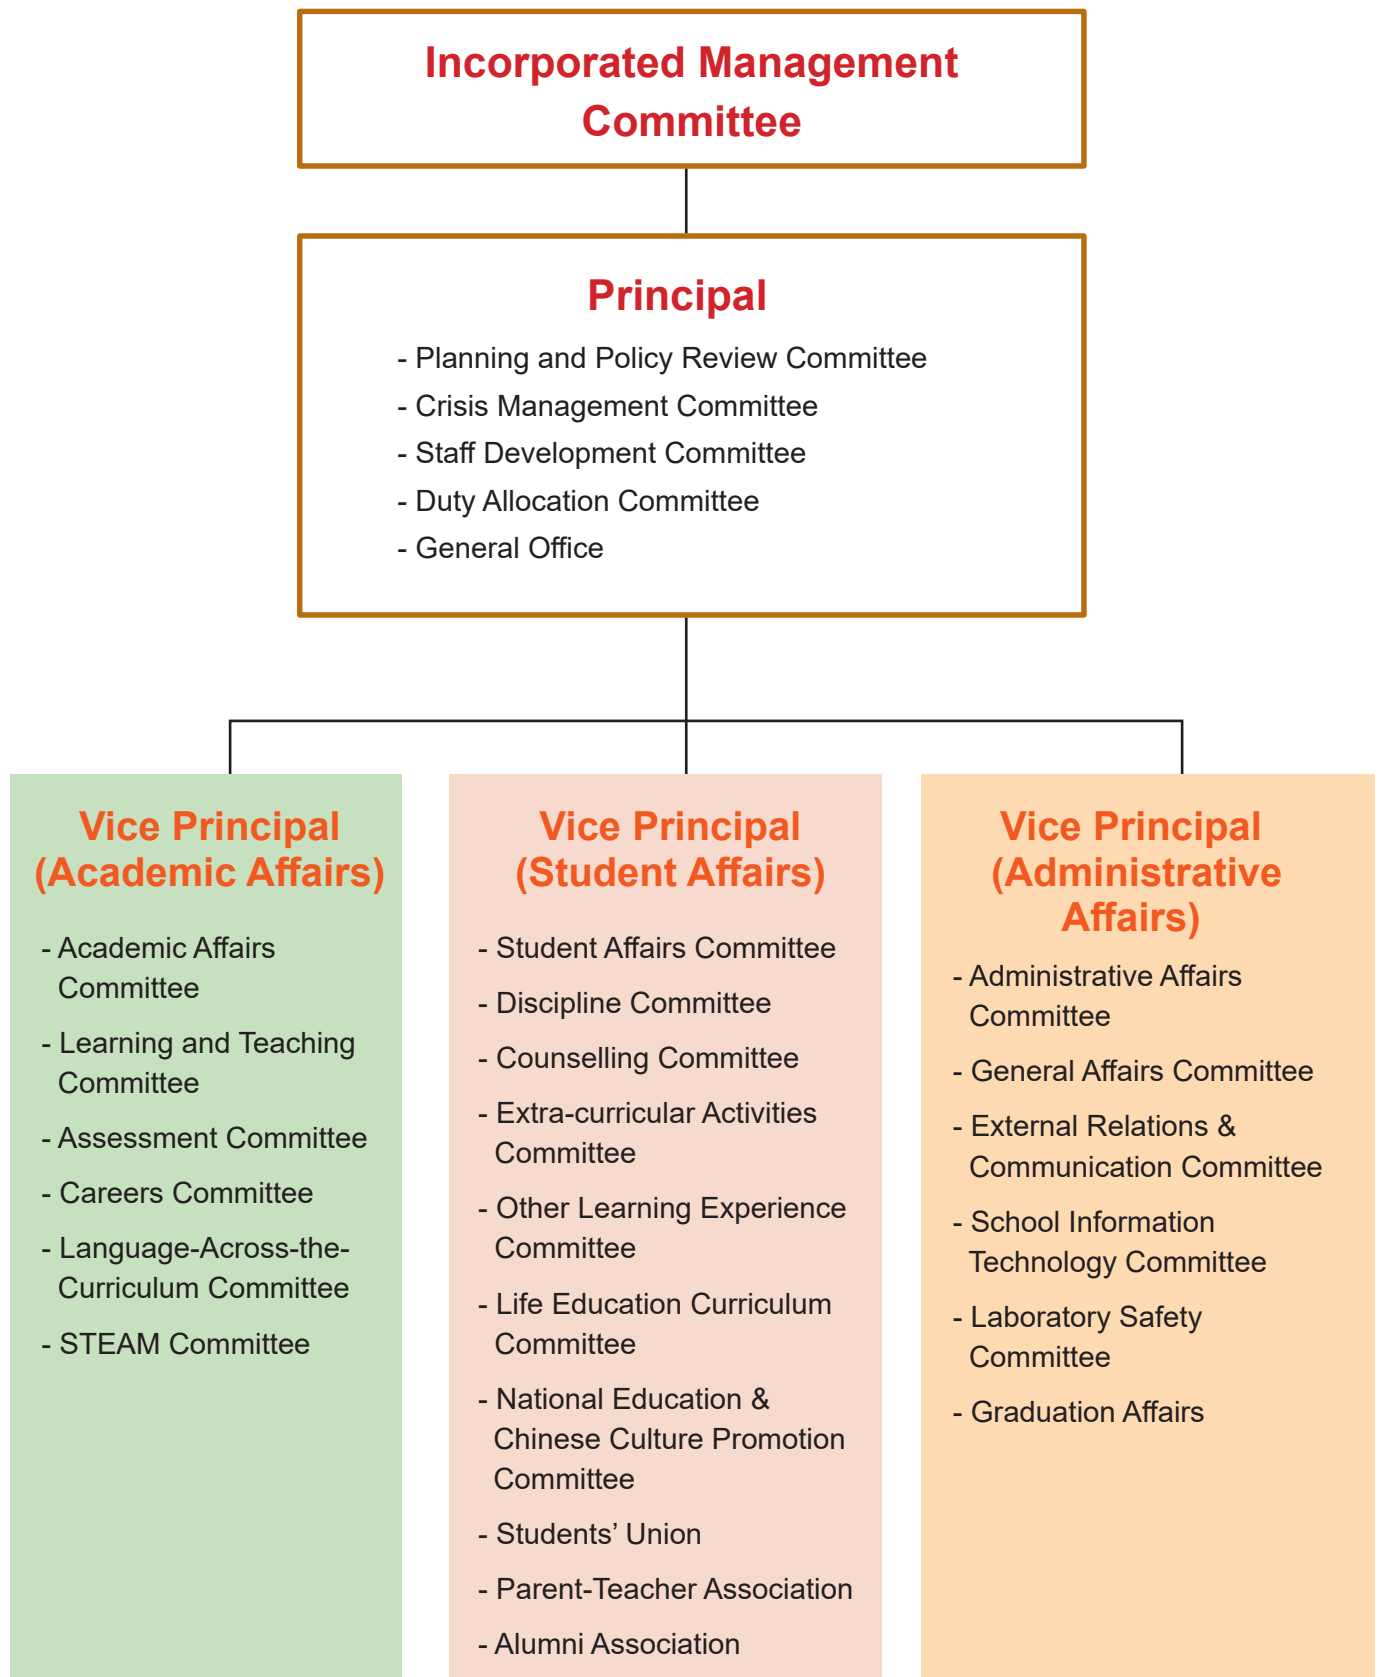 Incorporated Management
Committee
Principal
- Planning and Policy Review Committee
- Crisis Management Committee
- Staff Development Committee
- Duty Allocation Committee
- General Office
Vice Principal
(Academic Affairs)
- Academic Affairs
Committee
- Learning and Teaching
Committee
- Assessment Committee
- Careers Committee
- Language-Across-the-
Curriculum Committee
- STEAM Committee
Vice Principal
(Student Affairs)
- Student Affairs Committee
- Discipline Committee
- Counselling Committee
- Extra-curricular Activities
Committee
- Other Learning Experience
Committee
- Life Education Curriculum
Committee
- National Education &
Chinese Culture Promotion
Committee
- Students’ Union
- Parent-Teacher Association
- Alumni Association
Vice Principal
(Administrative
Affairs)
- Administrative Affairs
Committee
- General Affairs Committee
- External Relations &
Communication Committee
- School Information
Technology Committee
- Laboratory Safety
Committee
- Graduation Affairs